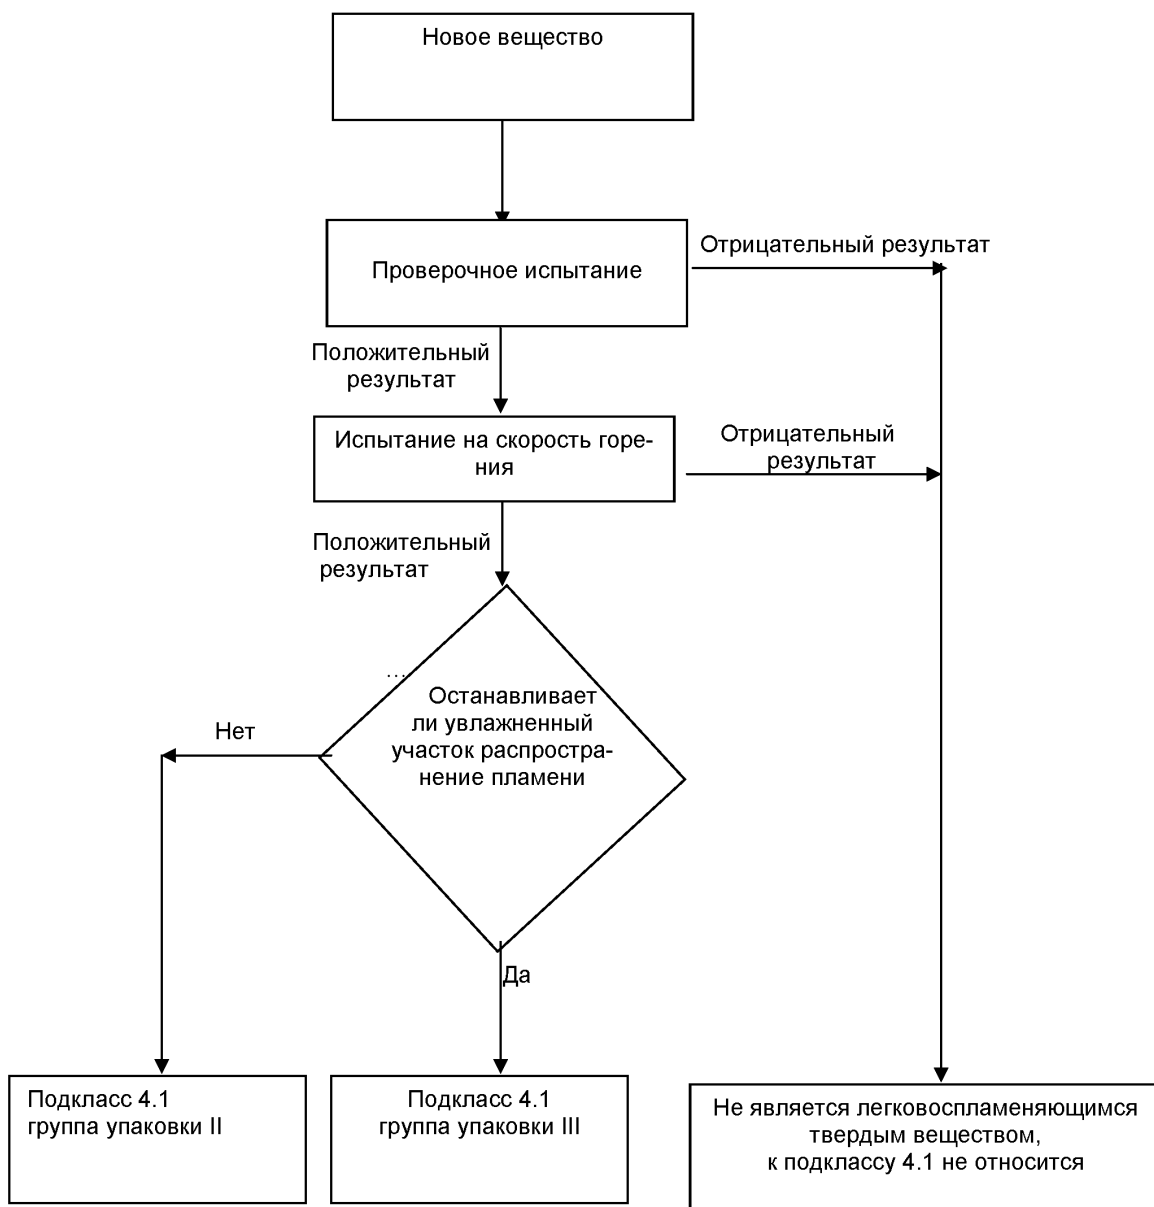 Новое вещество
Отрицательный результат
Проверочное испытание
Положительный
результат
Испытание на скорость горе-
ния
Отрицательный
результат
Положительный
результат
...
Останавливает
ли увлажненный
участок распростра-
нение пламени
Нет
Да
Подкласс 4.1
группа упаковки II
Подкласс 4.1
группа упаковки III
Не является легковоспламеняющимся
твердым веществом,
к подклассу 4.1 не относится